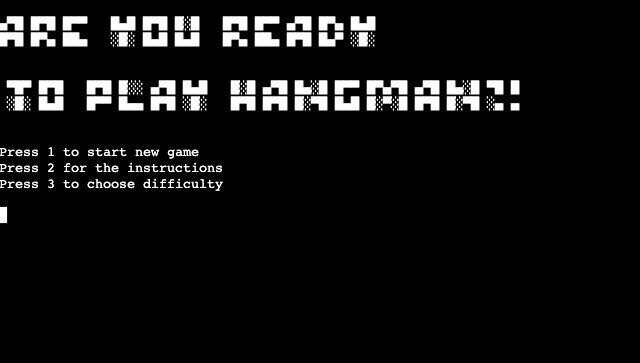 ARE YOU READY
TO PLAY HANGMAN?!
Press 1 to start new game
Press 2 for the instructions
Press 3 to choose difficulty